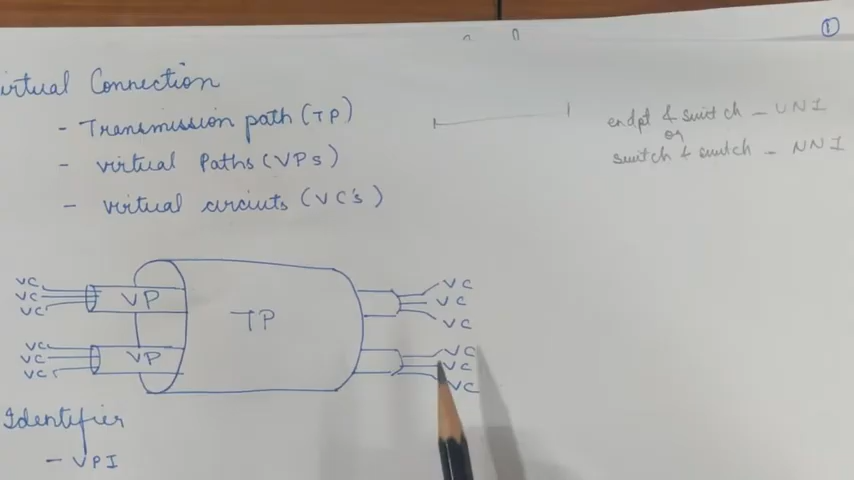 ①
irtual Connection
- Transmission path (TP)
- virtual Paths (VPs)
- virtual circiuts (VC's)
endpt & switch - UNI
or
switch & switch - NNI
VC
VC
VC
VP
VC
VC
VC
VP
TP
VC
VC
VC
VC
VC
VC
Identifier
- VPI